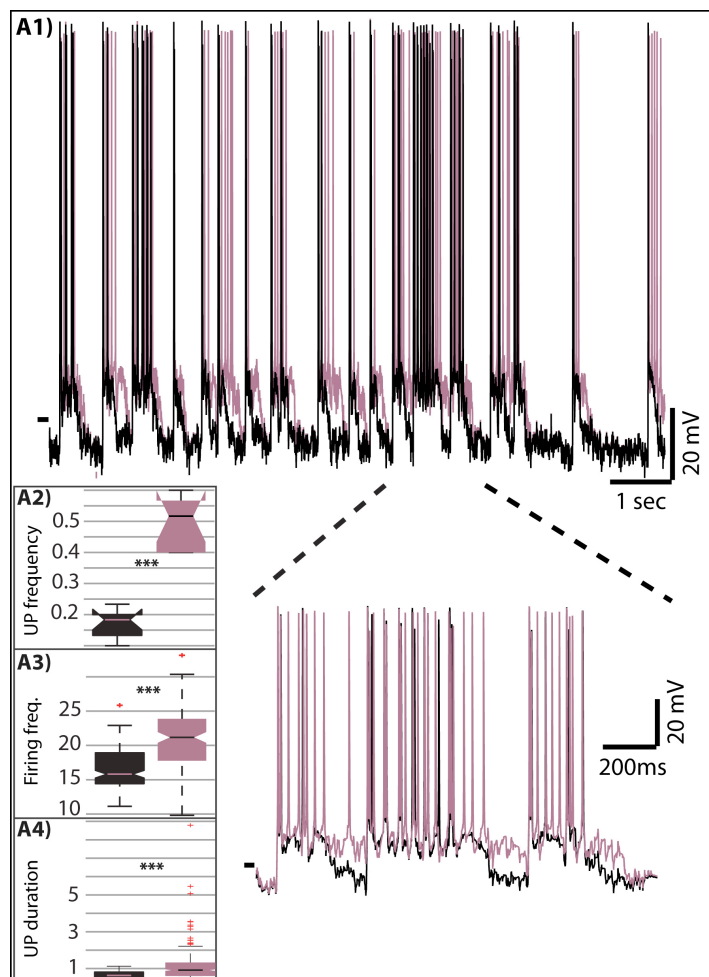 A1)
20 mV
1 sec
A2)
UP frequency
0.5
0.4
0.3
0.2
***
A3)
Firing freq.
25
20
15
10
***
20 mV
200ms
A4)
UP duration
5
3
1
***